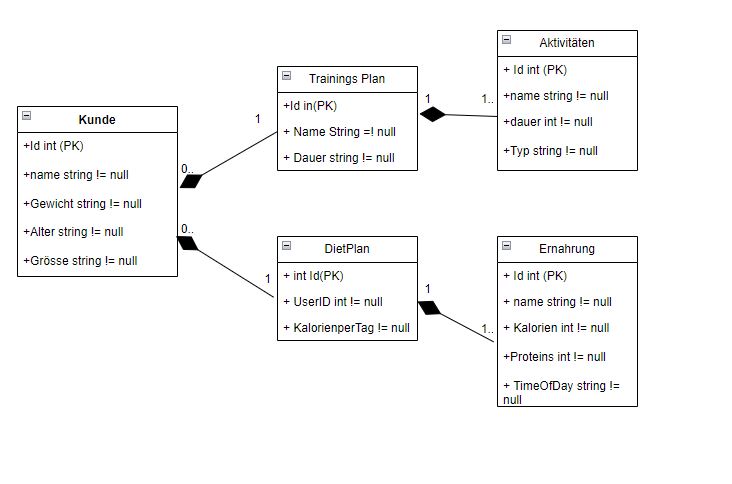 Kunde
+Id int (PK)
+name string != null
+Gewicht string != null
+Alter string != null
+Grösse string != null
0..
1
0..
1
Trainings Plan
+Id in(PK)
+ Name String =! null
+ Dauer string != null
1
1..
Aktivitäten
+ Id int (PK)
+name string != null
+dauer int != null
+Typ string != null
DietPlan
+ int Id(PK)
+ UserID int != null
+ KalorienperTag != null
1
1..
Ernahrung
+ Id int (PK)
+ name string != null
+ Kalorien int != null
+Proteins int != null
+ TimeOfDay string !=
null